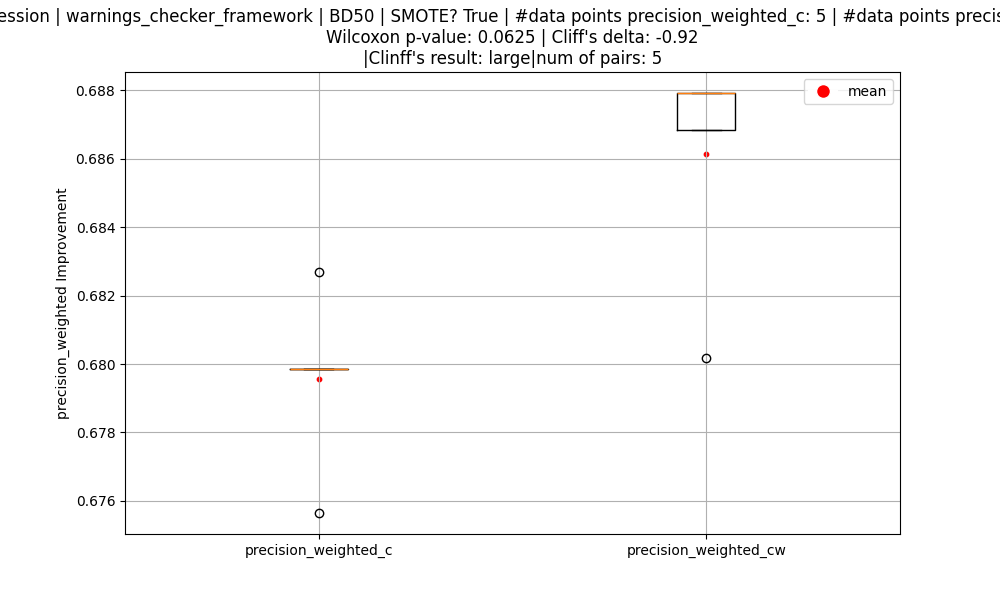 ession | warnings_checker_framework | BD50 | SMOTE? True | #data points precision_weighted_c: 5 | #data points precis
Wilcoxon p-value: 0.0625 | Cliff's delta: -0.92
|Clinff's result: large|num of pairs: 5
mean
0.688
0.686
0.684
0.682
0.680
0.678
0.676
precision_weighted Improvement
precision_weighted_c
precision_weighted_cw